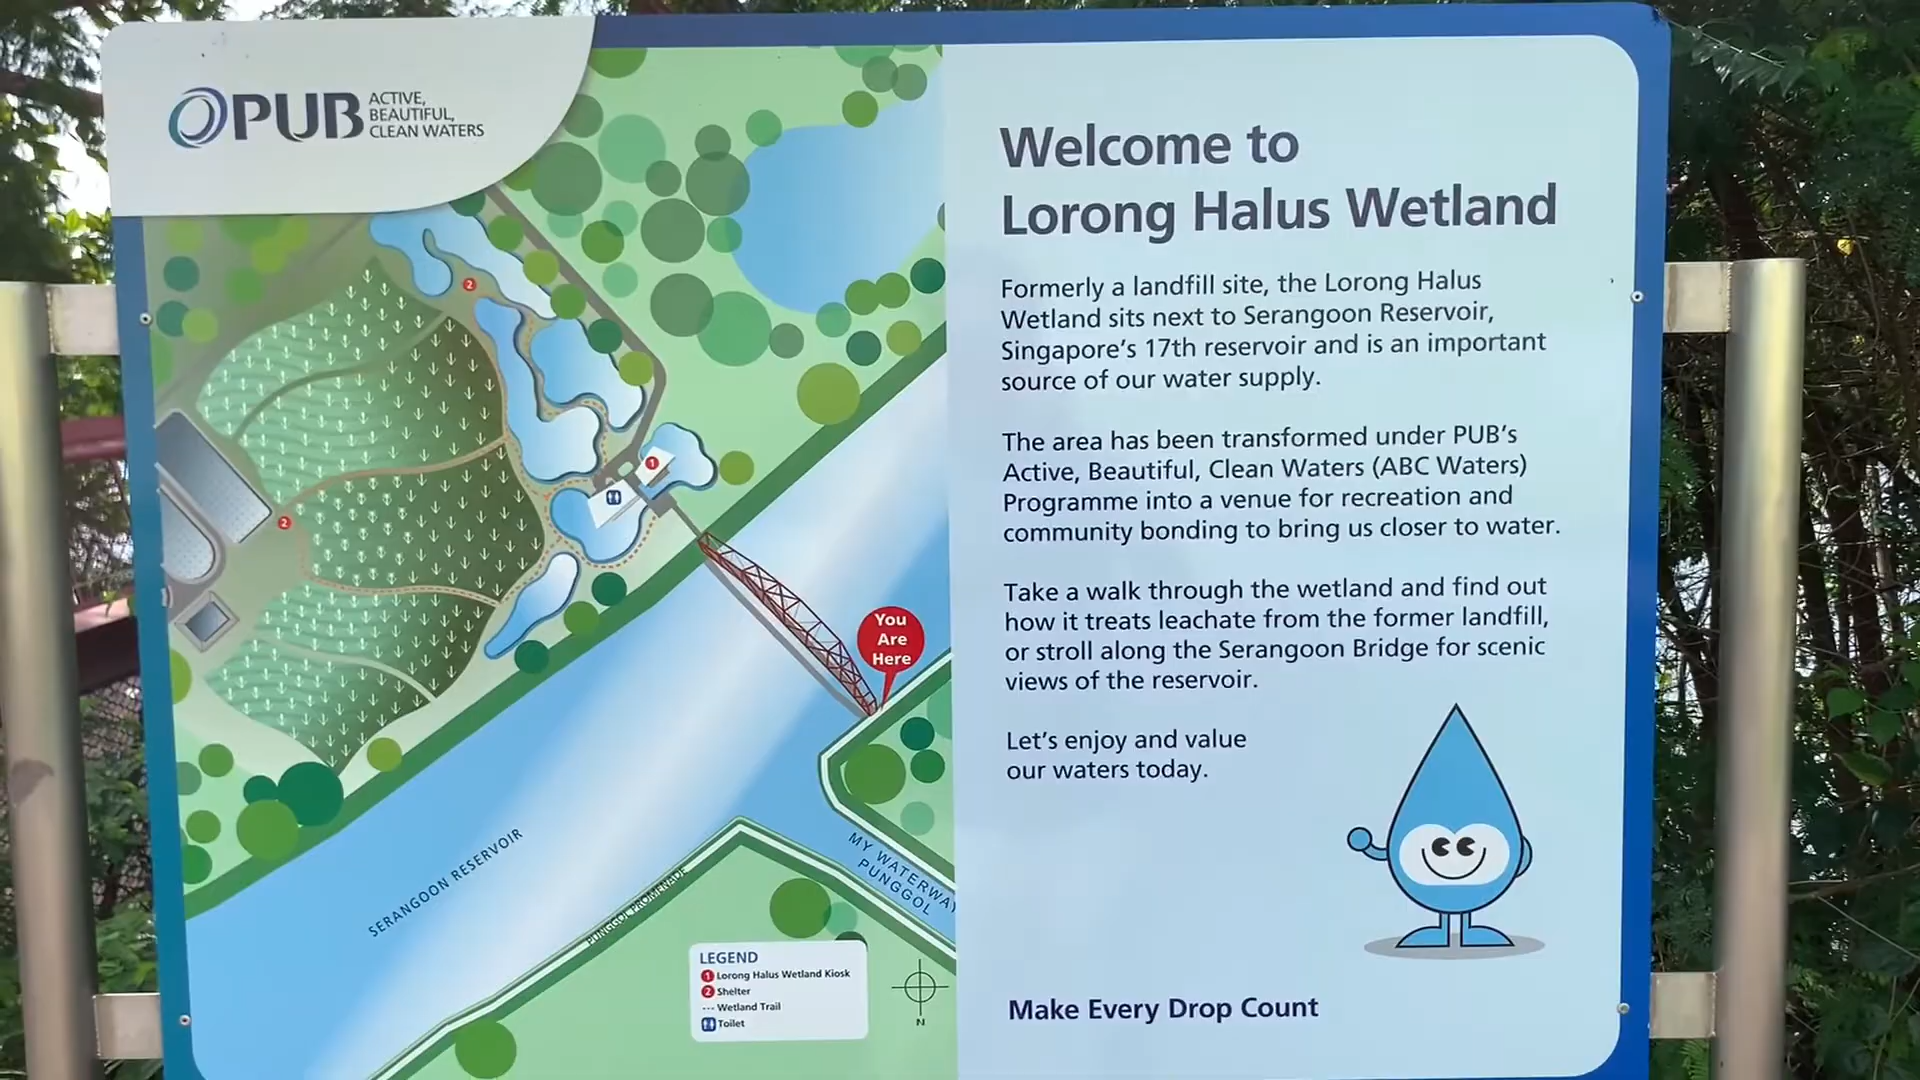 PUB
ACTIVE,
BEAUTIFUL,
CLEAN WATERS
Welcome to
Lorong Halus Wetland
Formerly a landfill site, the Lorong Halus
Wetland sits next to Serangoon Reservoir,
Singapore's 17th reservoir and is an important
source of our water supply.
The area has been transformed under PUB's
Active, Beautiful, Clean Waters (ABC Waters)
Programme into a venue for recreation and
community bonding to bring us closer to water.
Take a walk through the wetland and find out
how it treats leachate from the former landfill,
or stroll along the Serangoon Bridge for scenic
views of the reservoir.
Let's enjoy and value
our waters today.
Make Every Drop Count
2
1
2
You
Are
Here
SERANGOON RESERVOIR
PUNGGOL PROMENADE
MY WATERWAY
PUNGGOL
LEGEND
1 Lorong Halus Wetland Kiosk
2 Shelter
--- Wetland Trail
Toilet
N